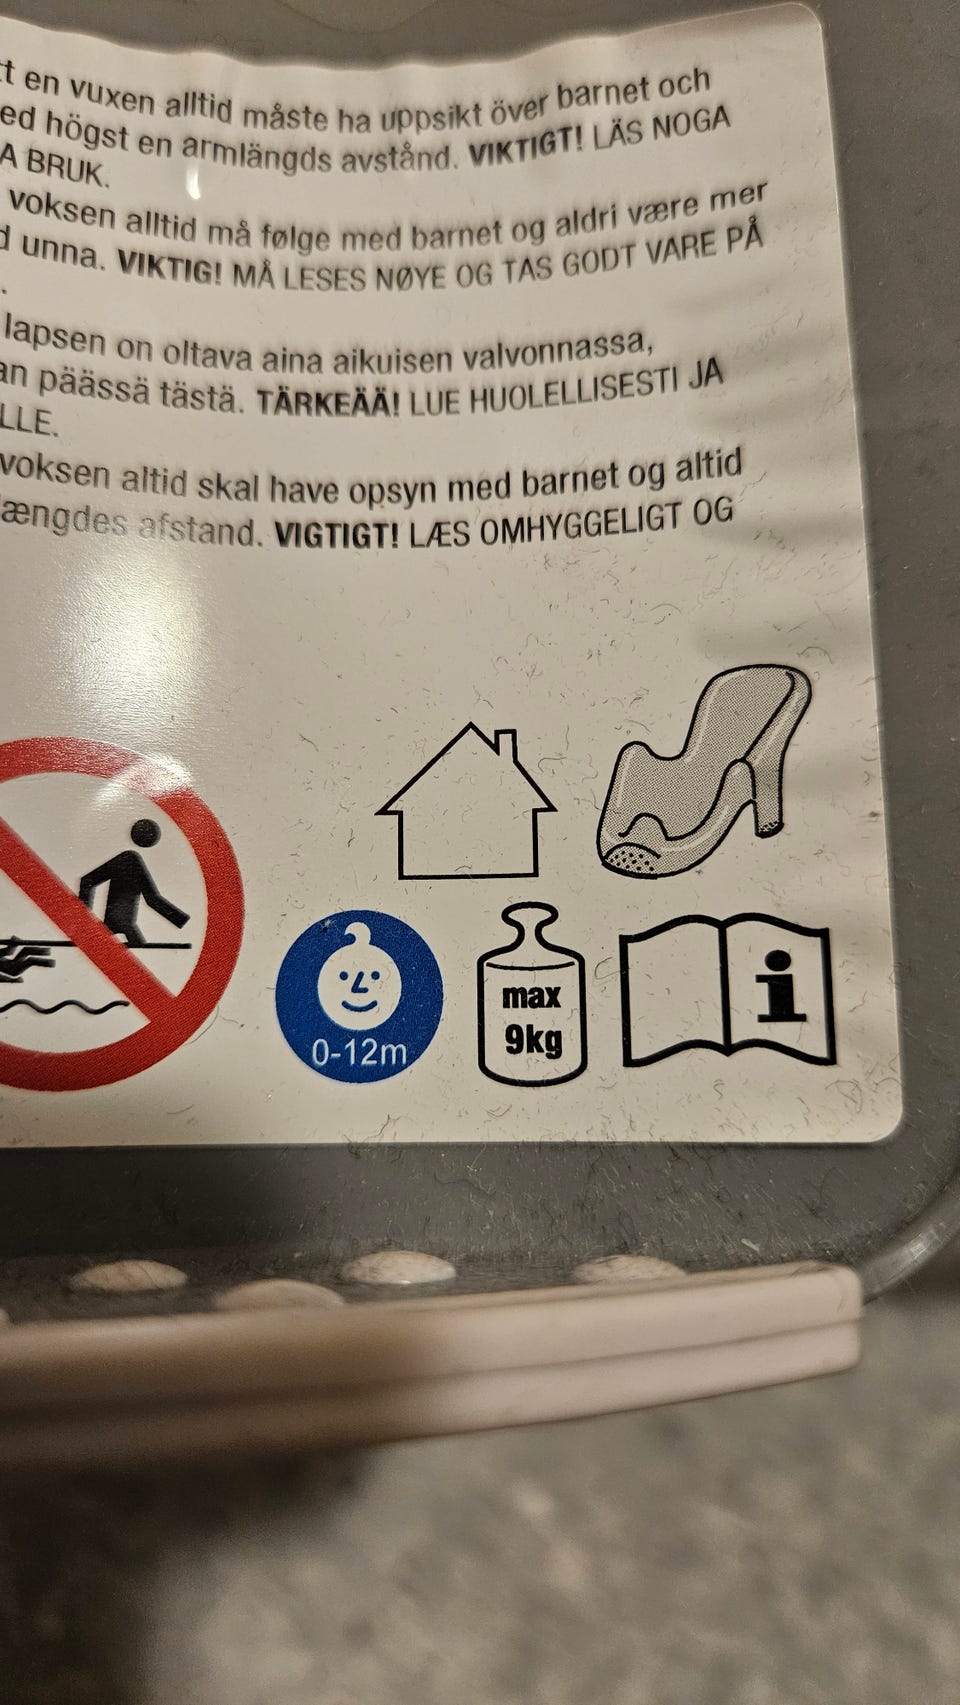 en vuxen alltid måste ha uppsikt över barnet och
högst en armlängds avstånd. VIKTIGT! LÄS NOGA
A BRUK.
voksen alltid må følge med barnet og aldri være mer
unna. VIKTIG! MÅ LESES NØYE OG TAS GODT VARE PÅ
lapsen on oltava aina aikuisen valvonnassa,
an päässä tästä. TÄRKEÄÄ! LUE HUOLELLISESTI JA
LLE.
voksen altid skal have opsyn med barnet og altid
ængdes afstand. VIGTIGT! LÆS OMHYGGELIGT OG
0-12m
max
9kg
i